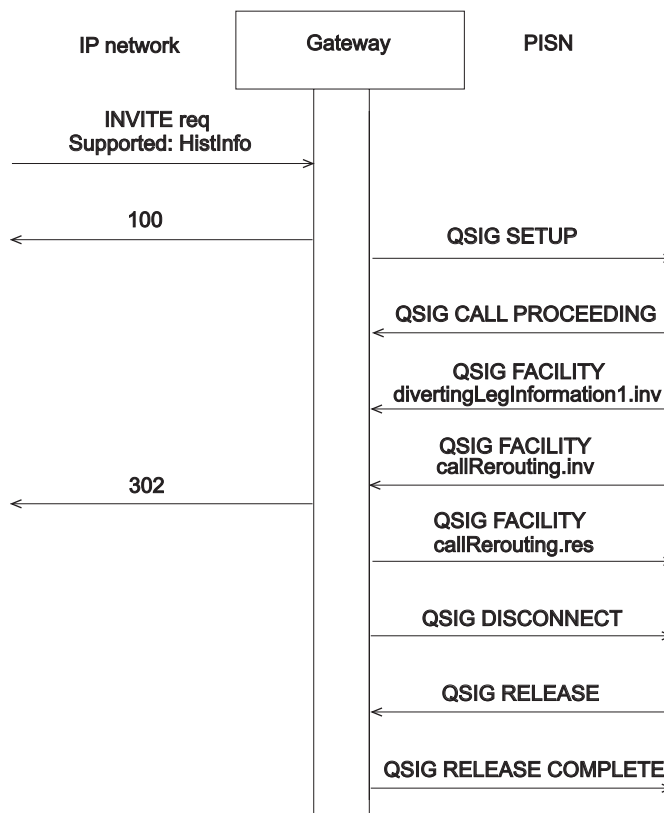 IP network
Gateway
PISN
INVITE req
Supported: HistInfo
100
QSIG SETUP
QSIG CALL PROCEEDING
QSIG FACILITY
divertingLegInformation1.inv
QSIG FACILITY
callRerouting.inv
302
QSIG FACILITY
callRerouting.res
QSIG DISCONNECT
QSIG RELEASE
QSIG RELEASE COMPLETE